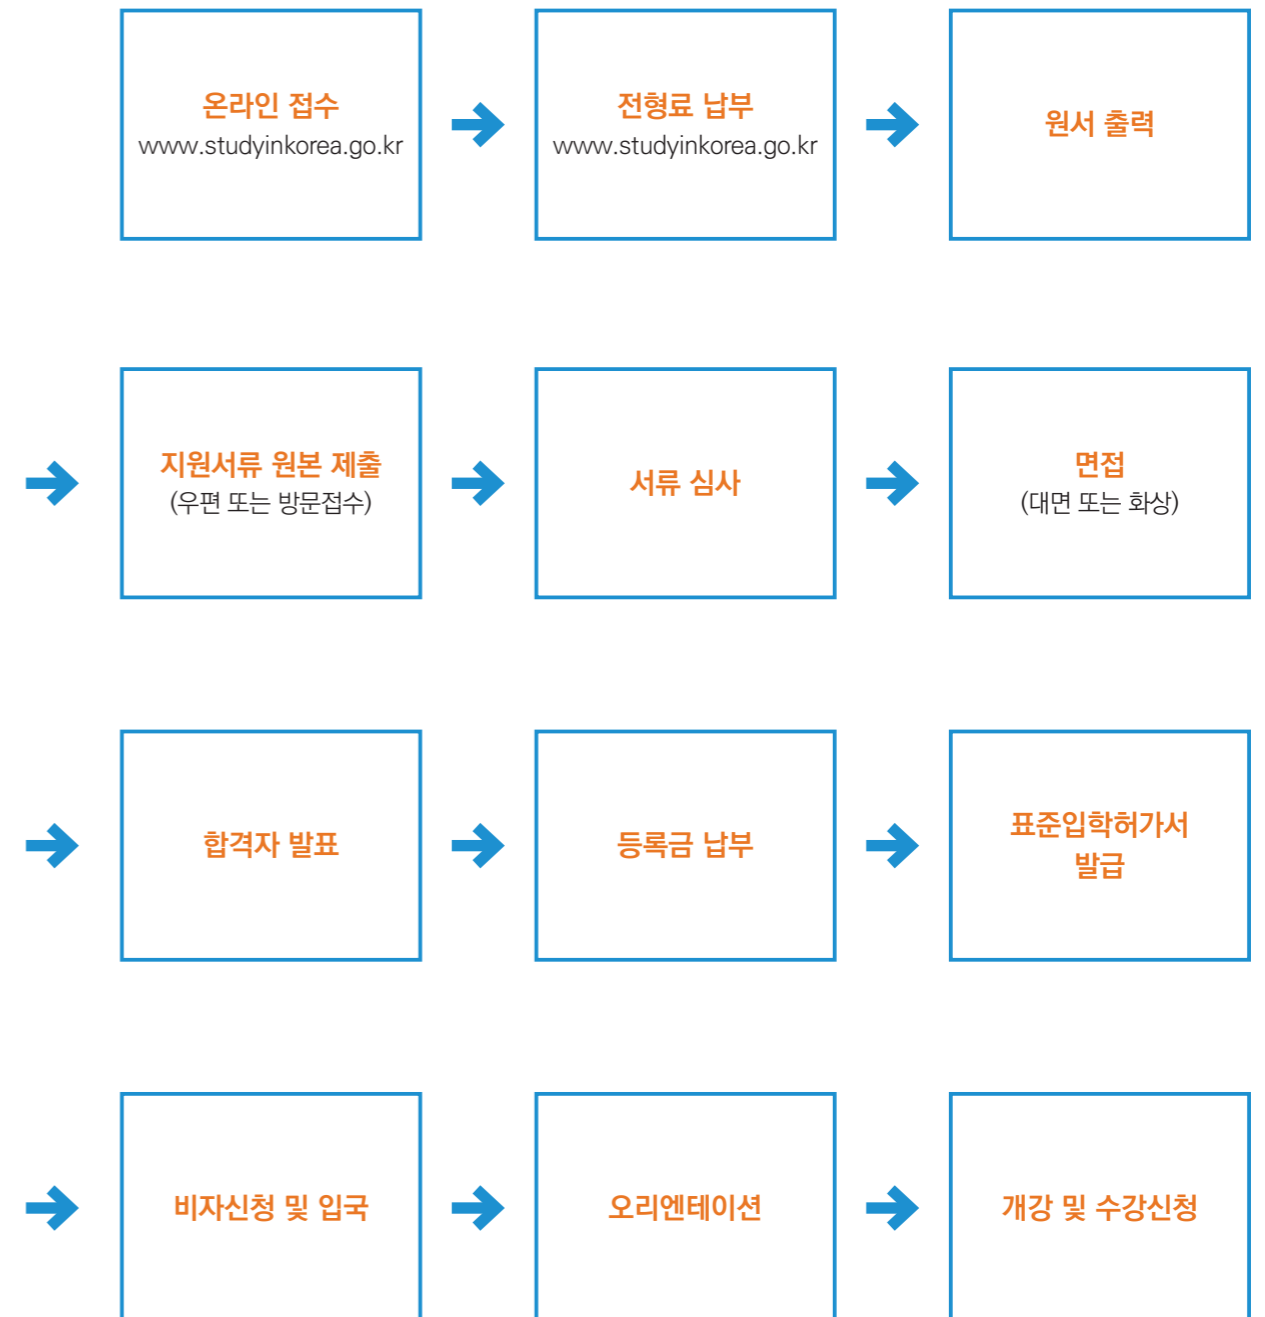 온라인 접수
www.studyinkorea.go.kr
전형료 납부
www.studyinkorea.go.kr
원서 출력
지원서류 원본 제출
(우편 또는 방문접수)
서류 심사
면접
(대면 또는 화상)
합격자 발표
등록금 납부
표준입학허가서
발급
비자신청 및 입국
오리엔테이션
개강 및 수강신청